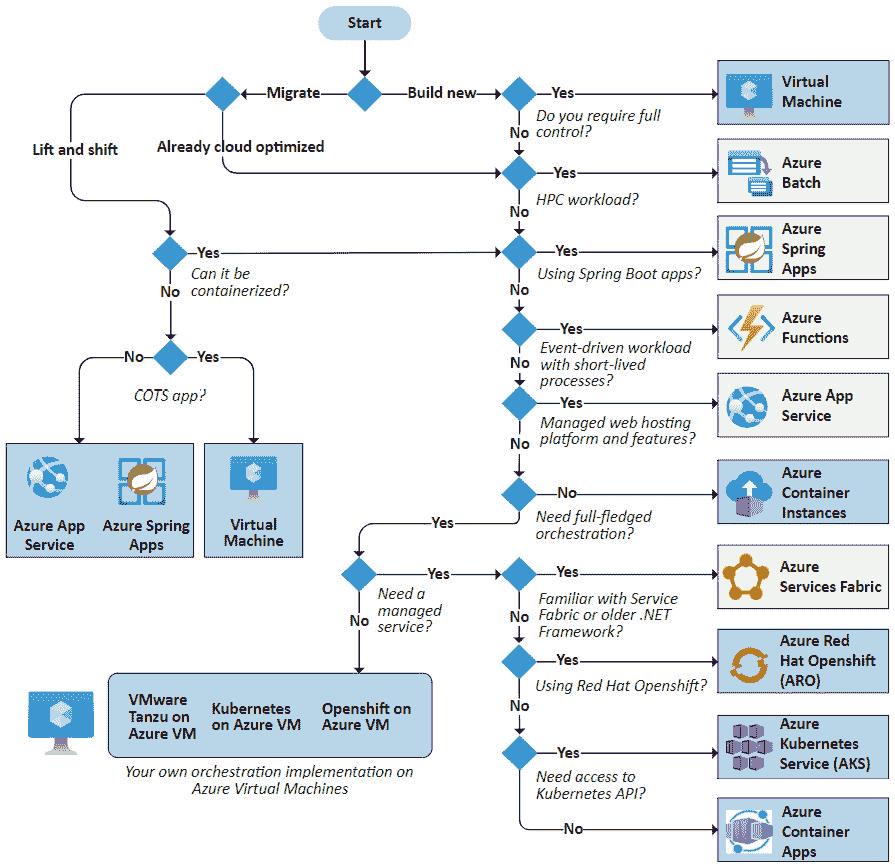 Start
Migrate
Build new
Yes
Virtual
Machine
Do you require full
control?
No
Lift and shift
Already cloud optimized
Yes
Azure
Batch
HPC workload?
No
Yes
Can it be
containerized?
No
Yes
Azure
Spring
Apps
Using Spring Boot apps?
No
Yes
Azure
Functions
Event-driven workload
with short-lived
processes?
No
No
Yes
COTS app?
Yes
Azure App
Service
Managed web hosting
platform and features?
No
Azure App
Service
Azure Spring
Apps
Virtual
Machine
No
Azure
Container
Instances
Need full-fledged
orchestration?
Yes
Yes
Need a
managed
service?
No
Yes
Azure
Services Fabric
Familiar with Service
Fabric or older .NET
Framework?
No
Yes
Azure Red
Hat Openshift
(ARO)
Using Red Hat Openshift?
No
VMware
Tanzu on
Azure VM
Kubernetes
on Azure VM
Openshift on
Azure VM
Your own orchestration implementation on
Azure Virtual Machines
Yes
Azure
Kubernetes
Service (AKS)
Need access to
Kubernetes API?
No
Azure
Container
Apps